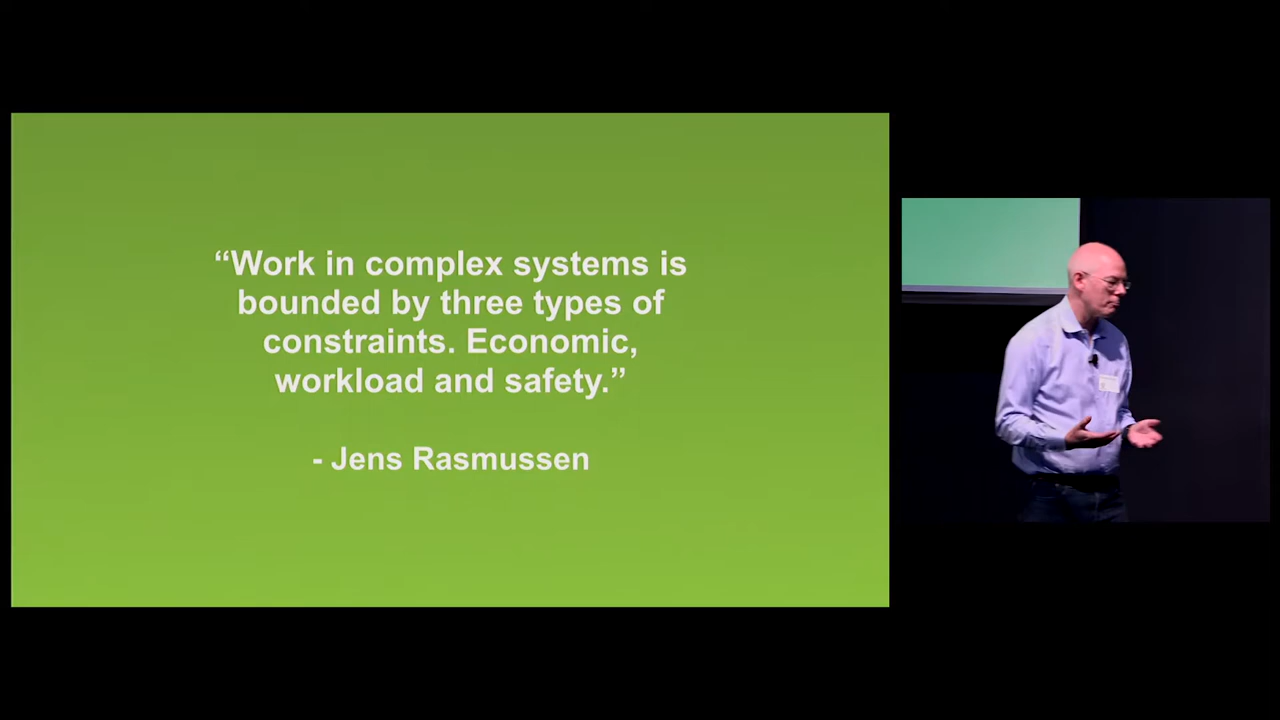 “Work in complex systems is
bounded by three types of
constraints. Economic,
workload and safety.”
- Jens Rasmussen